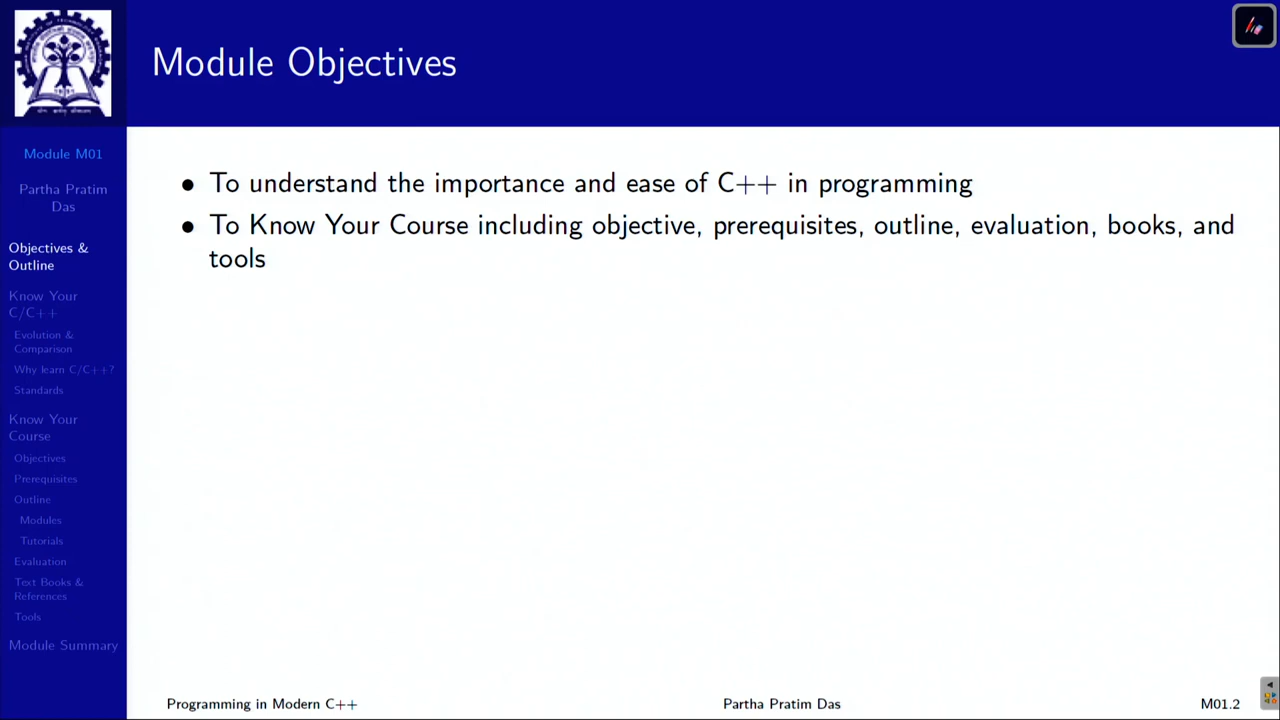 Module Objectives
Module M01
Partha Pratim
Das
Objectives &
Outline
Know Your
C/C++
Evolution &
Comparison
Why learn C/C++?
Standards
Know Your
Course
Objectives
Prerequisites
Outline
Modules
Tutorials
Evaluation
Text Books &
References
Tools
Module Summary
• To understand the importance and ease of C++ in programming
• To Know Your Course including objective, prerequisites, outline, evaluation, books, and
tools
Programming in Modern C++
Partha Pratim Das
M01.2